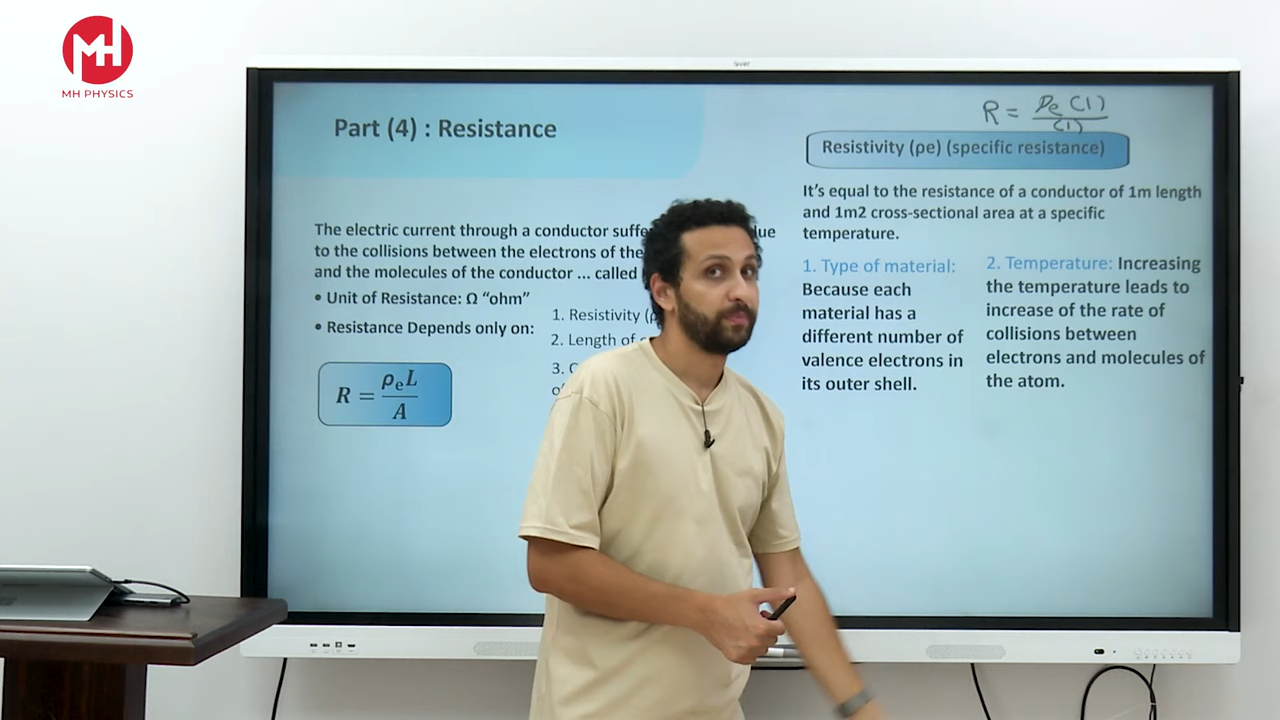 MH
MH PHYSICS
SMART
Part (4) : Resistance
The electric current through a conductor
to the collisions between the electrons of the
and the molecules of the conductor ... called
• Unit of Resistance: Ω “ohm”
• Resistance Depends only on:
1. Resistivity
2. Length of
3.
R = ρeL / A
R = ρe (1) / (1)
Resistivity (ρe) (specific resistance)
It’s equal to the resistance of a conductor of 1m length
and 1m2 cross-sectional area at a specific
temperature.
1. Type of material:
Because each
material has a
different number of
valence electrons in
its outer shell.
2. Temperature: Increasing
the temperature leads to
increase of the rate of
collisions between
electrons and molecules of
the atom.